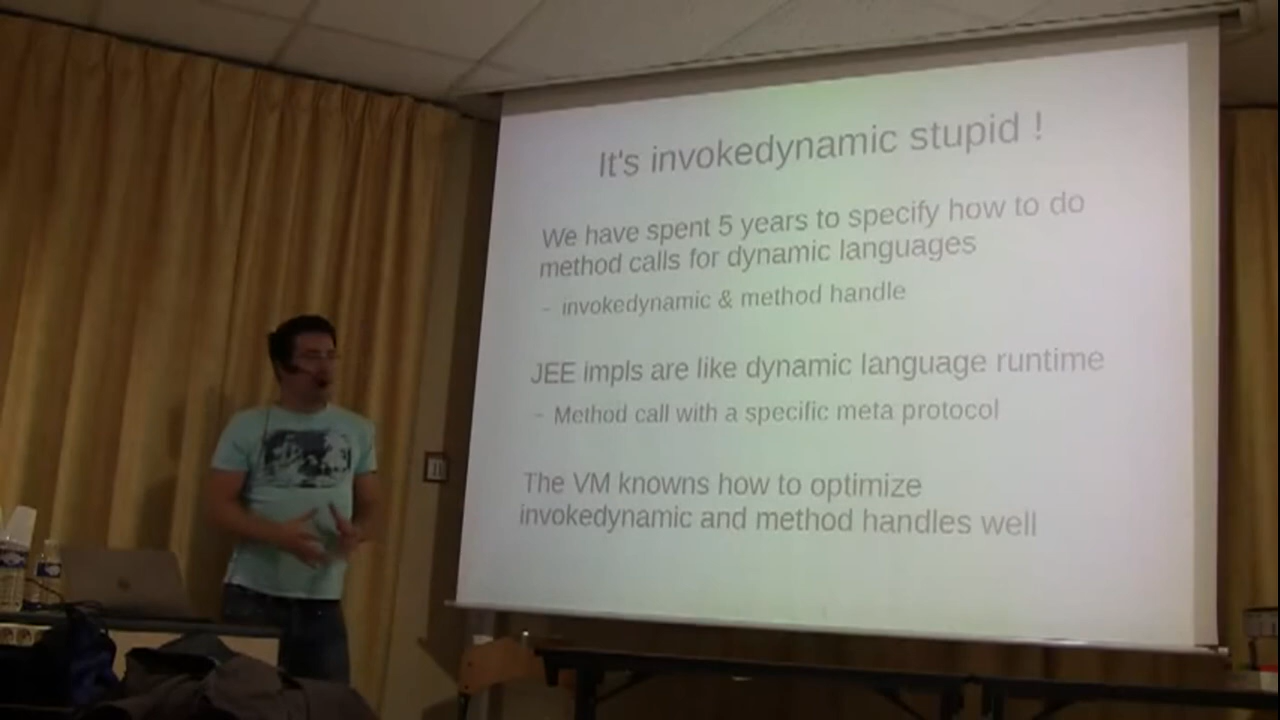 It's invokedynamic stupid !
We have spent 5 years to specify how to do
method calls for dynamic languages
– invokedynamic & method handle
JEE impls are like dynamic language runtime
– Method call with a specific meta protocol
The VM knowns how to optimize
invokedynamic and method handles well